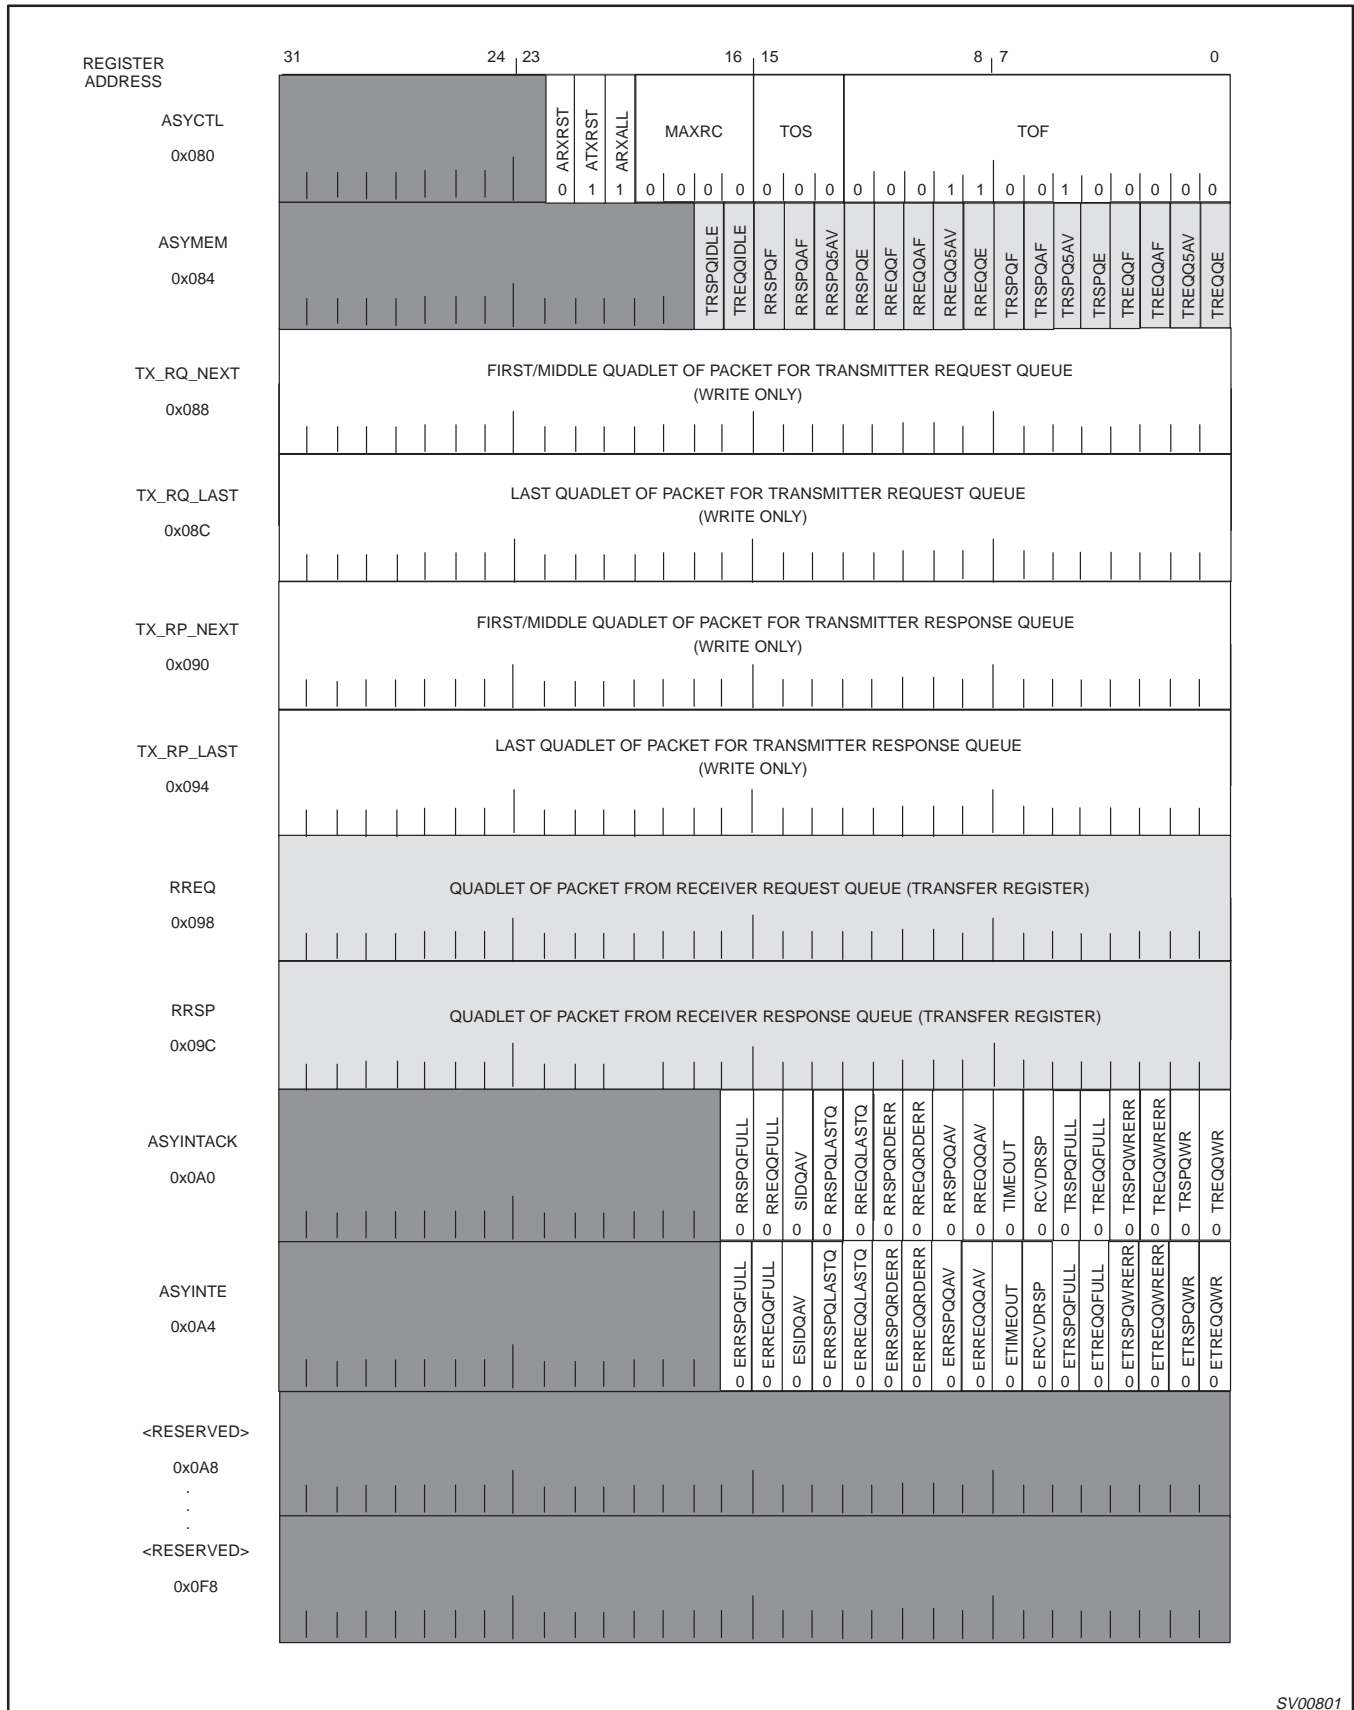 31 24 23 16 15 8 7 0
REGISTER
ADDRESS
ASYCTL
0x080
ARXRST
ATXRST
ARXALL
MAXRC
TOS
TOF
0 1 1 0 0 0 0 0 0 0 0 0 0 1 1 0 0 1 0 0 0 0 0
ASYMEM
0x084
TRSPQIDLE
TREQQIDLE
RRSPQF
RRSPQAF
RRSPQ5AV
RRSPQE
RREQQF
RREQQAF
RREQQ5AV
RREQQE
TRSPQF
TRSPQAF
TRSPQ5AV
TRSPQE
TREQQF
TREQQAF
TREQQ5AV
TREQQE
TX_RQ_NEXT
0x088
FIRST/MIDDLE QUADLET OF PACKET FOR TRANSMITTER REQUEST QUEUE
(WRITE ONLY)
TX_RQ_LAST
0x08C
LAST QUADLET OF PACKET FOR TRANSMITTER REQUEST QUEUE
(WRITE ONLY)
TX_RP_NEXT
0x090
FIRST/MIDDLE QUADLET OF PACKET FOR TRANSMITTER RESPONSE QUEUE
(WRITE ONLY)
TX_RP_LAST
0x094
LAST QUADLET OF PACKET FOR TRANSMITTER RESPONSE QUEUE
(WRITE ONLY)
RREQ
0x098
QUADLET OF PACKET FROM RECEIVER REQUEST QUEUE (TRANSFER REGISTER)
RRSP
0x09C
QUADLET OF PACKET FROM RECEIVER RESPONSE QUEUE (TRANSFER REGISTER)
ASYINTACK
0x0A0
0 RRSPQFULL
0 RREQQFULL
0 SIDQAV
0 RRSPQLASTQ
0 RREQQLASTQ
0 RRSPQRDERR
0 RREQQRDERR
0 RRSPQQAV
0 RREQQQAV
0 TIMEOUT
0 RCVDRSP
0 TRSPQFULL
0 TREQQFULL
0 TRSPQWRERR
0 TREQQWRERR
0 TRSPQWR
0 TREQQWR
ASYINTE
0x0A4
0 ERRSPQFULL
0 ERREQQFULL
0 ESIDQAV
0 ERRSPQLASTQ
0 ERREQQLASTQ
0 ERRSPQRDERR
0 ERREQQRDERR
0 ERRSPQQAV
0 ERREQQQAV
0 ETIMEOUT
0 ERCVDRSP
0 ETRSPQFULL
0 ETREQQFULL
0 ETRSPQWRERR
0 ETREQQWRERR
0 ETRSPQWR
0 ETREQQWR
<RESERVED>
0x0A8
.
.
.
<RESERVED>
0x0F8
SV00801